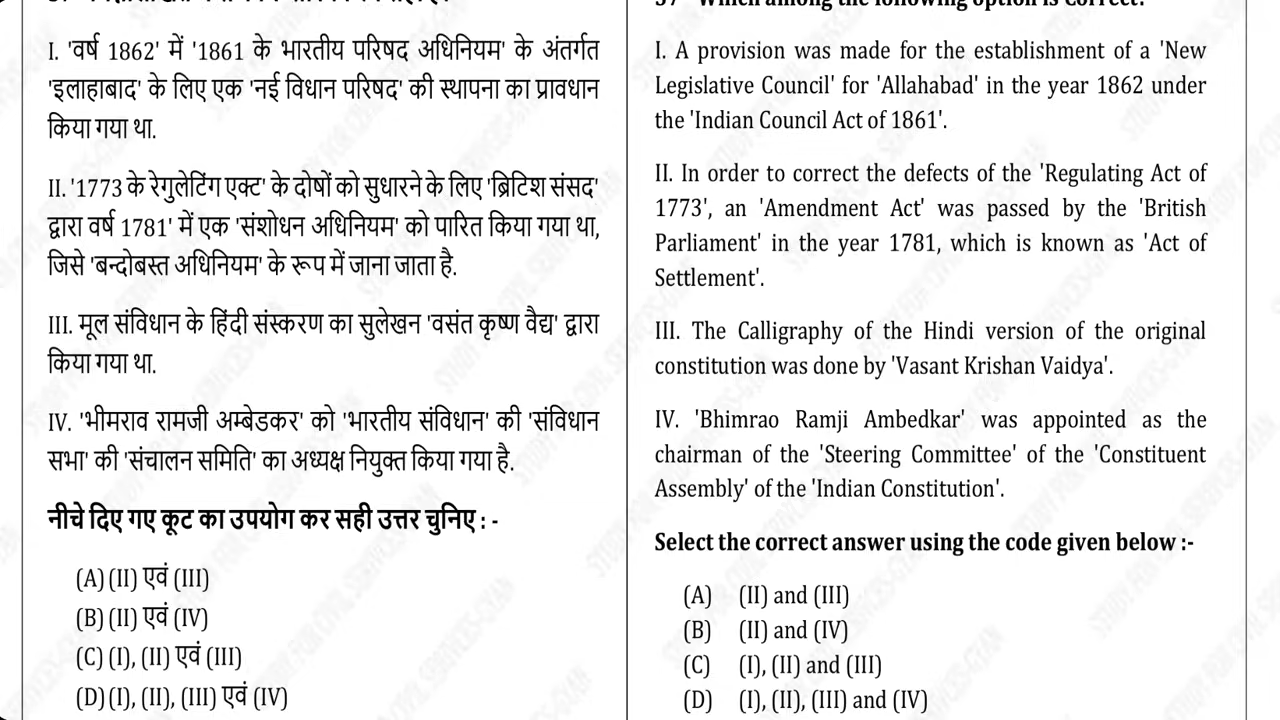 I. 'वर्ष 1862' में '1861 के भारतीय परिषद अधिनियम' के अंतर्गत
'इलाहाबाद' के लिए एक 'नई विधान परिषद' की स्थापना का प्रावधान
किया गया था.
II. '1773 के रेगुलेटिंग एक्ट' के दोषों को सुधारने के लिए 'ब्रिटिश संसद'
द्वारा वर्ष 1781' में एक 'संशोधन अधिनियम' को पारित किया गया था,
जिसे 'बन्दोबस्त अधिनियम' के रूप में जाना जाता है.
III. मूल संविधान के हिंदी संस्करण का सुलेखन 'वसंत कृष्ण वैद्य' द्वारा
किया गया था.
IV. 'भीमराव रामजी अम्बेडकर' को 'भारतीय संविधान' की 'संविधान
सभा' की 'संचालन समिति' का अध्यक्ष नियुक्त किया गया है.
नीचे दिए गए कूट का उपयोग कर सही उत्तर चुनिए : -
(A) (II) एवं (III)
(B) (II) एवं (IV)
(C) (I), (II) एवं (III)
(D) (I), (II), (III) एवं (IV)
37 Which among the following option is Correct?
I. A provision was made for the establishment of a 'New
Legislative Council' for 'Allahabad' in the year 1862 under
the 'Indian Council Act of 1861'.
II. In order to correct the defects of the 'Regulating Act of
1773', an 'Amendment Act' was passed by the 'British
Parliament' in the year 1781, which is known as 'Act of
Settlement'.
III. The Calligraphy of the Hindi version of the original
constitution was done by 'Vasant Krishan Vaidya'.
IV. 'Bhimrao Ramji Ambedkar' was appointed as the
chairman of the 'Steering Committee' of the 'Constituent
Assembly' of the 'Indian Constitution'.
Select the correct answer using the code given below :-
(A) (II) and (III)
(B) (II) and (IV)
(C) (I), (II) and (III)
(D) (I), (II), (III) and (IV)